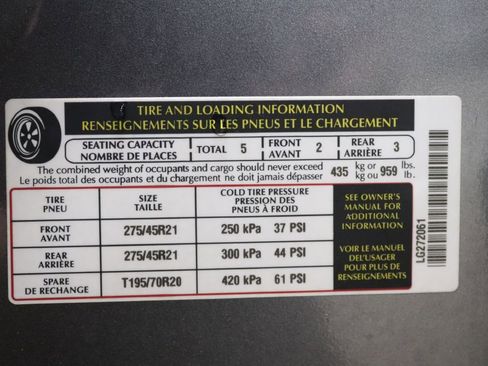 TIRE AND LOADING INFORMATION
RENSEIGNEMENTS SUR LES PNEUS ET LE CHARGEMENT
SEATING CAPACITY
NOMBRE DE PLACES
TOTAL 5
FRONT
AVANT 2
REAR
ARRIÈRE 3
The combined weight of occupants and cargo should never exceed 435 kg or 959 lbs.
Le poids total des occupants et du chargement ne doit jamais dépasser kg ou lb.
TIRE
PNEU
SIZE
TAILLE
COLD TIRE PRESSURE
PRESSION DES
PNEUS À FROID
FRONT
AVANT
275/45R21
250 kPa 37 PSI
REAR
ARRIÈRE
275/45R21
300 kPa 44 PSI
SPARE
DE RECHANGE
T195/70R20
420 kPa 61 PSI
SEE OWNER'S
MANUAL FOR
ADDITIONAL
INFORMATION
VOIR LE MANUEL
DE L'USAGER
POUR PLUS DE
RENSEIGNEMENTS
LG272061